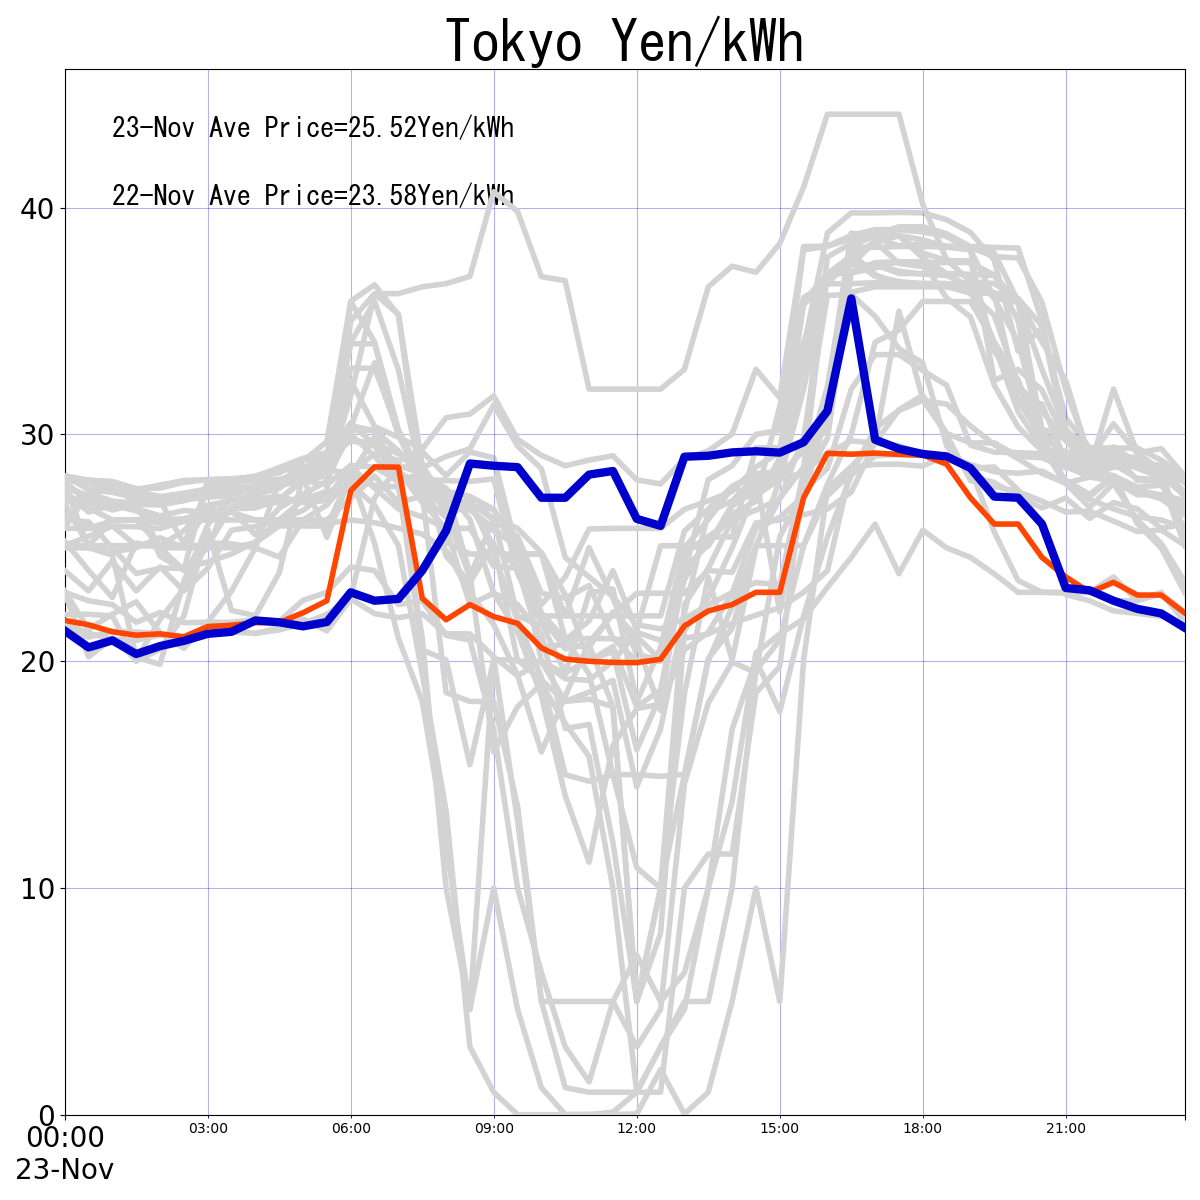 Tokyo Yen/kWh
23-Nov Ave Price=25.52Yen/kWh
22-Nov Ave Price=23.58Yen/kWh
40
30
20
10
0
00:00 03:00 06:00 09:00 12:00 15:00 18:00 21:00
23-Nov